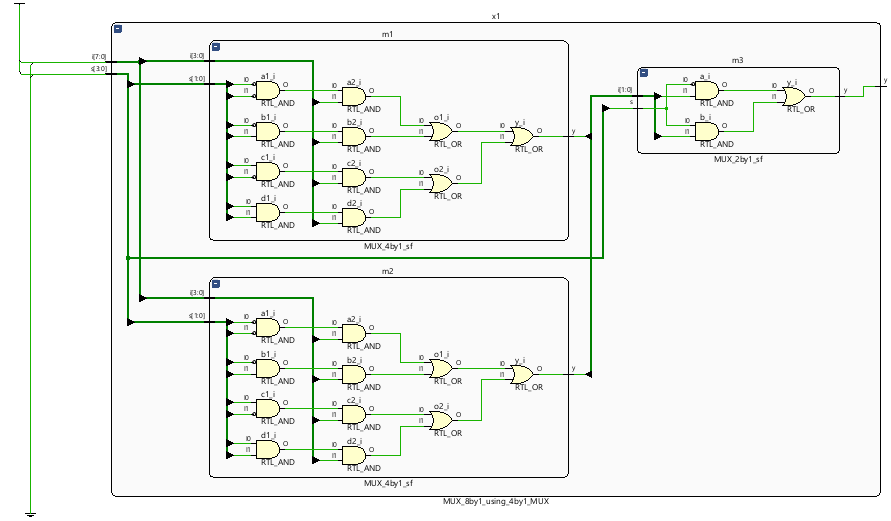 x1
m1
i[7:0]
s[3:0]
i[3:0]
s[1:0]
a1_i
I0
I1
O
RTL_AND
a2_i
I0
I1
O
RTL_AND
b1_i
I0
I1
O
RTL_AND
b2_i
I0
I1
O
RTL_AND
c1_i
I0
I1
O
RTL_AND
c2_i
I0
I1
O
RTL_AND
d1_i
I0
I1
O
RTL_AND
d2_i
I0
I1
O
RTL_AND
o1_i
I0
I1
O
RTL_OR
o2_i
I0
I1
O
RTL_OR
y_i
I0
I1
O
RTL_OR
y
MUX_4by1_sf
m3
i[1:0]
s
a_i
I0
I1
O
RTL_AND
b_i
I0
I1
O
RTL_AND
y_i
I0
I1
O
RTL_OR
y
y
MUX_2by1_sf
m2
i[3:0]
s[1:0]
a1_i
I0
I1
O
RTL_AND
a2_i
I0
I1
O
RTL_AND
b1_i
I0
I1
O
RTL_AND
b2_i
I0
I1
O
RTL_AND
c1_i
I0
I1
O
RTL_AND
c2_i
I0
I1
O
RTL_AND
d1_i
I0
I1
O
RTL_AND
d2_i
I0
I1
O
RTL_AND
o1_i
I0
I1
O
RTL_OR
o2_i
I0
I1
O
RTL_OR
y_i
I0
I1
O
RTL_OR
y
MUX_4by1_sf
MUX_8by1_using_4by1_MUX